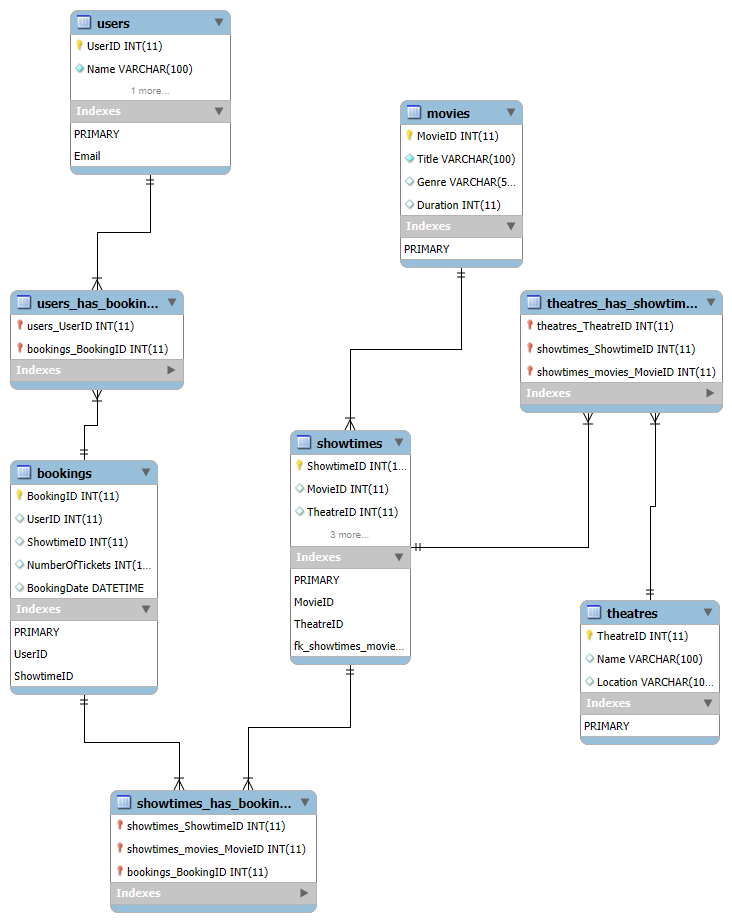 users
UserID INT(11)
Name VARCHAR(100)
1 more...
Indexes
PRIMARY
Email
movies
MovieID INT(11)
Title VARCHAR(100)
Genre VARCHAR(5...
Duration INT(11)
Indexes
PRIMARY
users_has_bookin...
users_UserID INT(11)
bookings_BookingID INT(11)
Indexes
theatres_has_showtim...
theatres_TheatreID INT(11)
showtimes_ShowtimeID INT(11)
showtimes_movies_MovieID INT(11)
Indexes
bookings
BookingID INT(11)
UserID INT(11)
ShowtimeID INT(11)
NumberOfTickets INT(1...
BookingDate DATETIME
Indexes
PRIMARY
UserID
ShowtimeID
showtimes
ShowtimeID INT(1...
MovieID INT(11)
TheatreID INT(11)
3 more...
Indexes
PRIMARY
MovieID
TheatreID
fk_showtimes_movie...
theatres
TheatreID INT(11)
Name VARCHAR(100)
Location VARCHAR(10...
Indexes
PRIMARY
showtimes_has_bookin...
showtimes_ShowtimeID INT(11)
showtimes_movies_MovieID INT(11)
bookings_BookingID INT(11)
Indexes